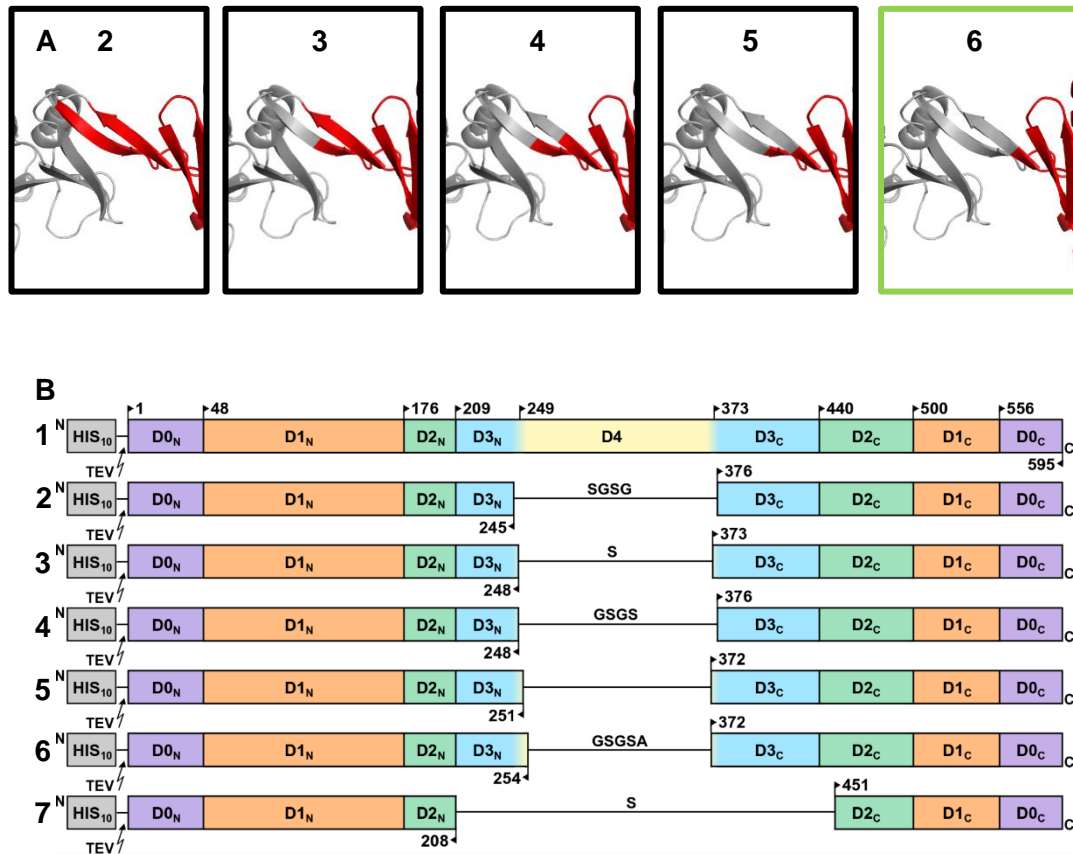 A 2 3 4 5 6
B
1 48 176 209 249 373 440 500 556
1 N HIS10 D0N D1N D2N D3N D4 D3C D2C D1C D0C C
TEV 595
2 N HIS10 D0N D1N D2N D3N SGSG 376 D3C D2C D1C D0C C
TEV 245
3 N HIS10 D0N D1N D2N D3N S 373 D3C D2C D1C D0C C
TEV 248
4 N HIS10 D0N D1N D2N D3N GSGS 376 D3C D2C D1C D0C C
TEV 248
5 N HIS10 D0N D1N D2N D3N 372 D3C D2C D1C D0C C
TEV 251
6 N HIS10 D0N D1N D2N D3N GSGSA 372 D3C D2C D1C D0C C
TEV 254
7 N HIS10 D0N D1N D2N S 451 D2C D1C D0C C
TEV 208